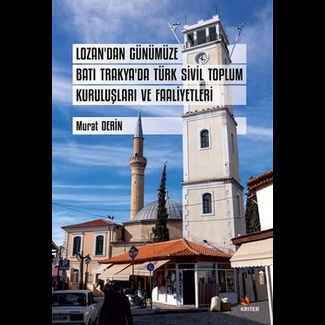 LOZAN'DAN GÜNÜMÜZE
BATI TRAKYA'DA TÜRK SİVİL TOPLUM
KURULUŞLARI VE FAALİYETLERİ
Murat DERİN
KRİTER